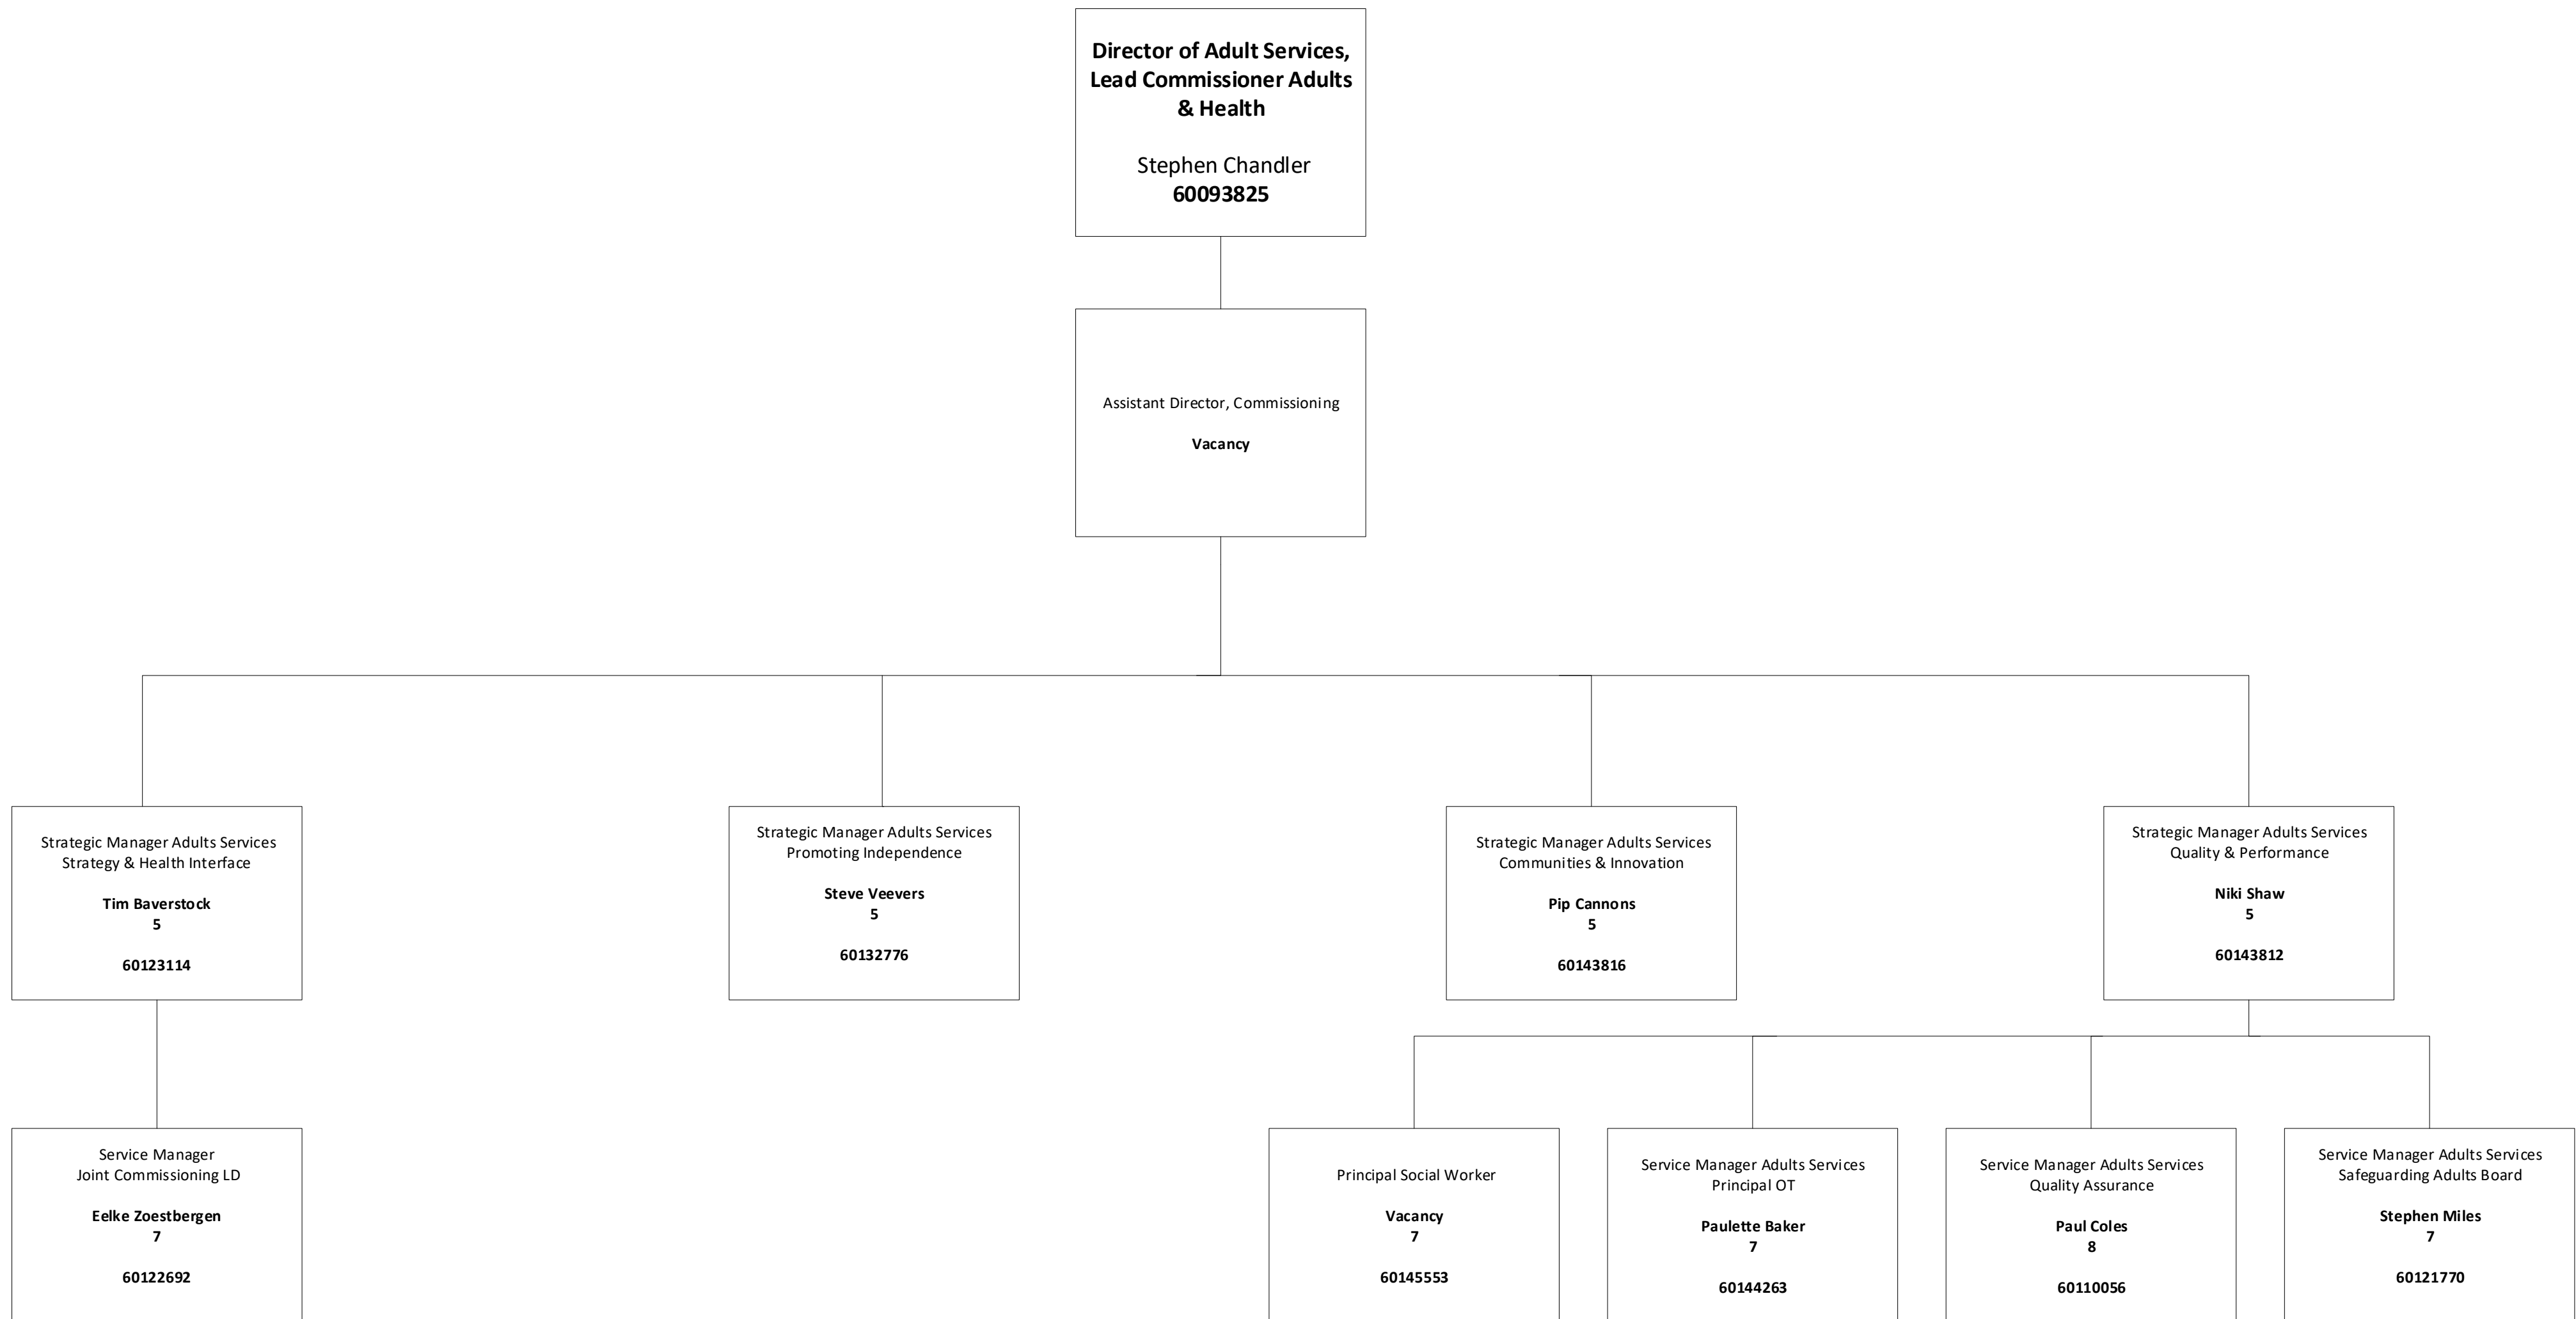 Director of Adult Services,
Lead Commissioner Adults
& Health
Stephen Chandler
60093825
Assistant Director, Commissioning
Vacancy
Strategic Manager Adults Services
Strategy & Health Interface
Tim Baverstock
5
60123114
Strategic Manager Adults Services
Promoting Independence
Steve Veevers
5
60132776
Strategic Manager Adults Services
Communities & Innovation
Pip Cannons
5
60143816
Strategic Manager Adults Services
Quality & Performance
Niki Shaw
5
60143812
Service Manager
Joint Commissioning LD
Eelke Zoestbergen
7
60122692
Principal Social Worker
Vacancy
7
60145553
Service Manager Adults Services
Principal OT
Paulette Baker
7
60144263
Service Manager Adults Services
Quality Assurance
Paul Coles
8
60110056
Service Manager Adults Services
Safeguarding Adults Board
Stephen Miles
7
60121770